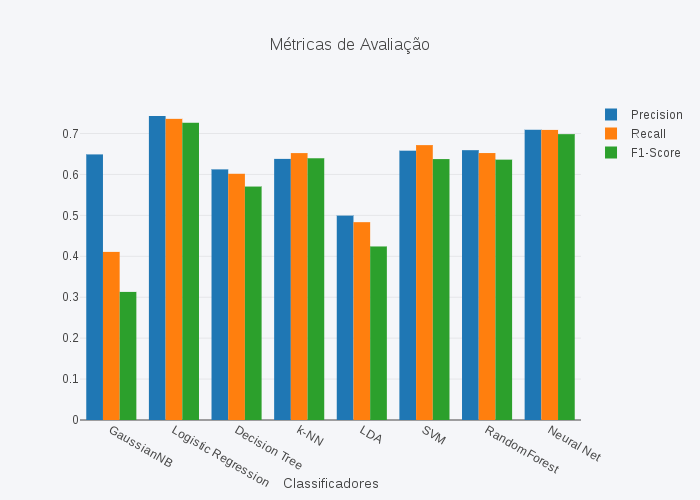 Métricas de Avaliação
Precision
Recall
F1-Score
0.7
0.6
0.5
0.4
0.3
0.2
0.1
0
GaussianNB
Logistic Regression
Decision Tree
k-NN
LDA
SVM
RandomForest
Neural Net
Classificadores